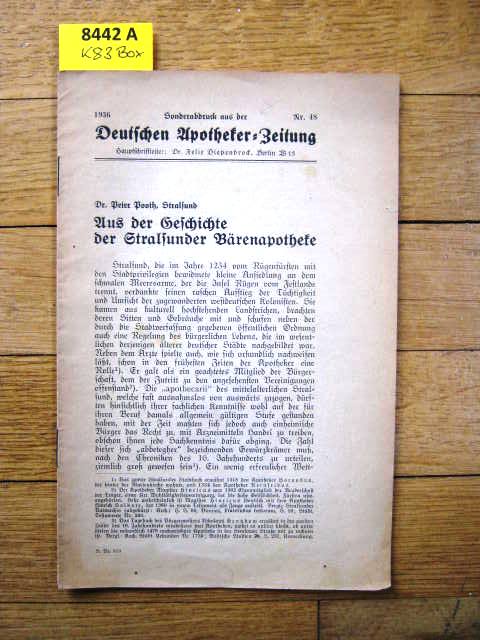 8442 A
K83 Box
1936 Sonderabdruck aus der Nr. 48
Deutschen Apotheker-Zeitung
Hauptschriftleiter: Dr. Felix Diepenbrock, Berlin W 15
Dr. Peter Pooth, Stralsund
Aus der Geschichte
der Stralsunder Bärenapotheke
Stralsund, die im Jahre 1234 vom Rügenfürsten mit
den Stadtprivilegien bewidmete kleine Ansiedlung an dem
schmalen Meeresarme, der die Insel Rügen vom Festlande
trennt, verdankte seinen raschen Aufstieg der Tüchtigkeit
und Umsicht der zugewanderten westdeutschen Kolonisten. Sie
kamen aus kulturell hochstehenden Landstrichen, brachten
deren Sitten und Gebräuche mit und schufen neben der
durch die Stadtverfassung gegebenen öffentlichen Ordnung
auch eine Regelung des bürgerlichen Lebens, die im wesent-
lichen derjenigen älterer deutscher Städte nachgebildet war.
Neben dem Arzte spielte auch, wie sich urkundlich nachweisen
läßt, schon in den frühesten Zeiten der Apotheker eine
Rolle¹). Er galt als ein geachtetes Mitglied der Bürger-
schaft, dem der Zutritt zu den angesehensten Vereinigungen
offenstand²). Die „apothecarii" des mittelalterlichen Stral-
sund, welche fast ausnahmslos von auswärts zuzogen, dürf-
ten hinsichtlich ihrer fachlichen Kenntnisse wohl auf der für
ihren Beruf damals allgemein gültigen Stufe gestanden
haben, mit der Zeit maßten sich jedoch auch einheimische
Bürger das Recht zu, mit Arzneimitteln Handel zu treiben,
obschon ihnen jede Sachkenntnis dafür abging. Die Zahl
dieser sich „abbetegher" bezeichnenden Gewürzkrämer muß,
nach den Chroniken des 16. Jahrhunderts zu urteilen,
ziemlich groß gewesen sein³). Ein wenig erfreulicher Wett-